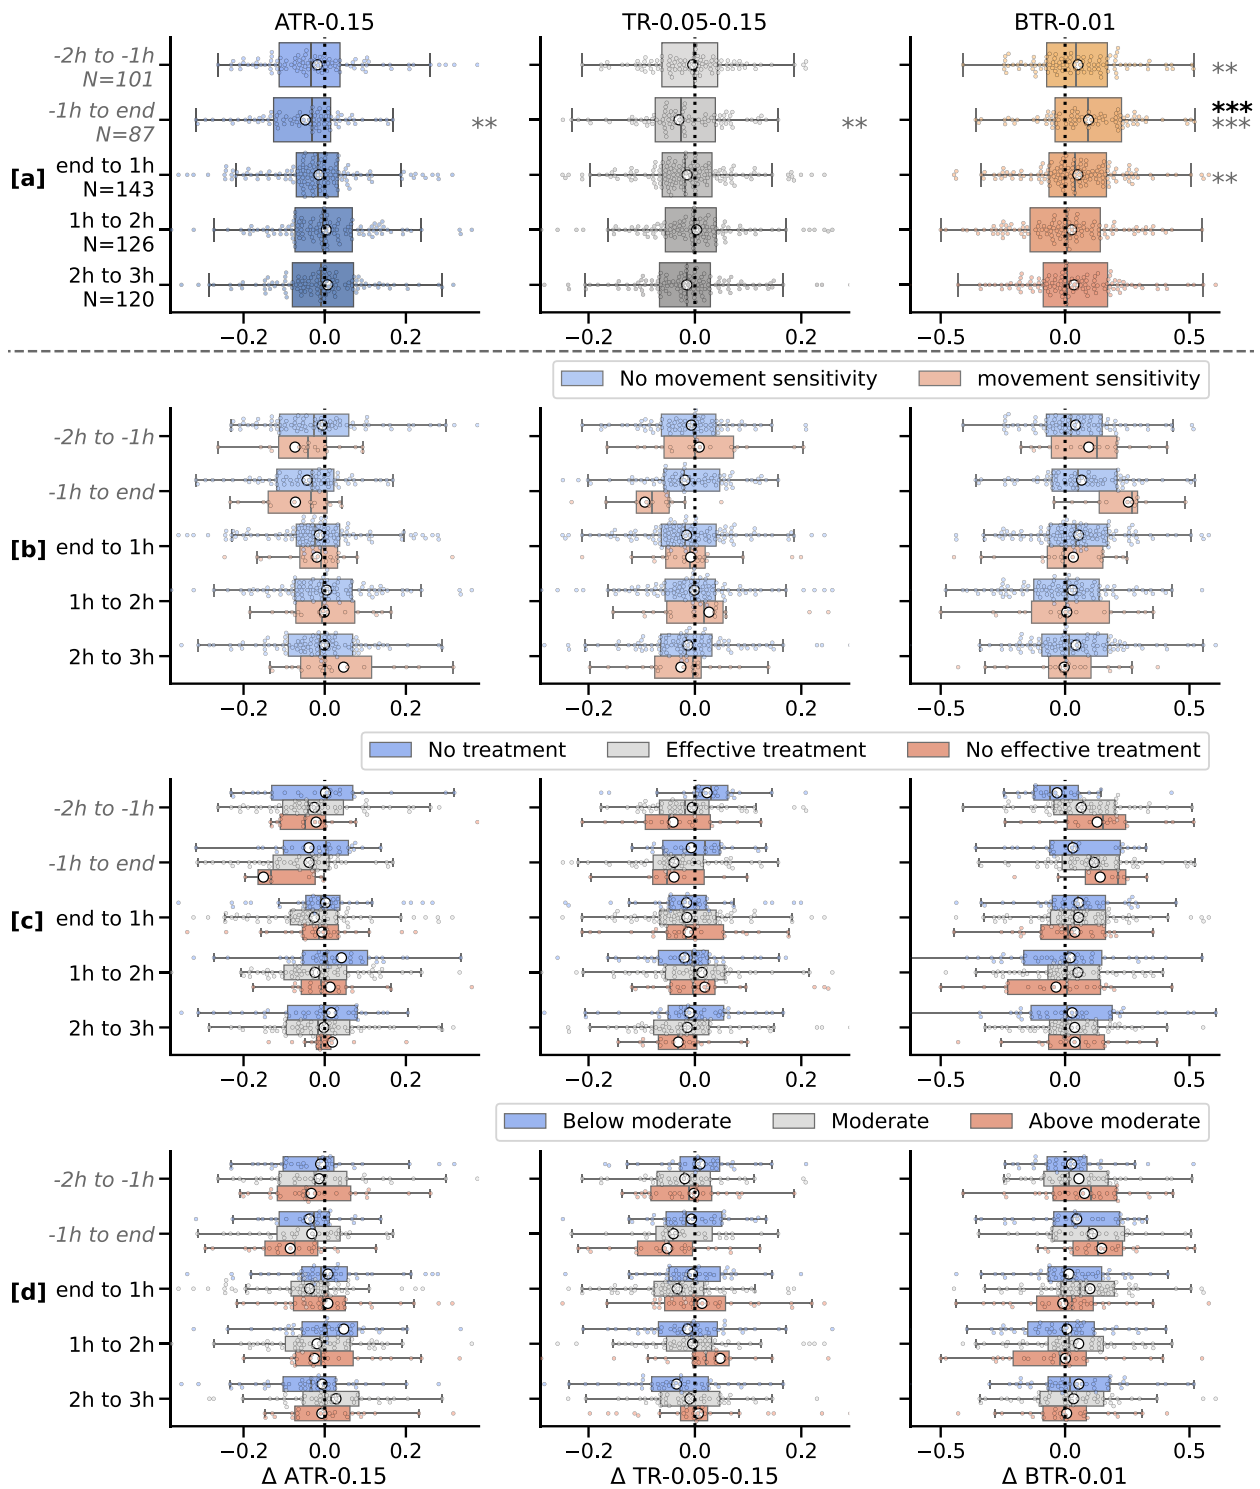 ATR-0.15 TR-0.05-0.15 BTR-0.01
-2h to -1h
N=101
**
-1h to end
N=87
** ** *** ***
[a]
end to 1h
N=143
**
1h to 2h
N=126
2h to 3h
N=120
−0.2 0.0 0.2 −0.2 0.0 0.2 −0.5 0.0 0.5
No movement sensitivity movement sensitivity
-2h to -1h
-1h to end
[b] end to 1h
1h to 2h
2h to 3h
−0.2 0.0 0.2 −0.2 0.0 0.2 −0.5 0.0 0.5
No treatment Effective treatment No effective treatment
-2h to -1h
-1h to end
[c] end to 1h
1h to 2h
2h to 3h
−0.2 0.0 0.2 −0.2 0.0 0.2 −0.5 0.0 0.5
Below moderate Moderate Above moderate
-2h to -1h
-1h to end
[d] end to 1h
1h to 2h
2h to 3h
−0.2 0.0 0.2 −0.2 0.0 0.2 −0.5 0.0 0.5
Δ ATR-0.15 Δ TR-0.05-0.15 Δ BTR-0.01